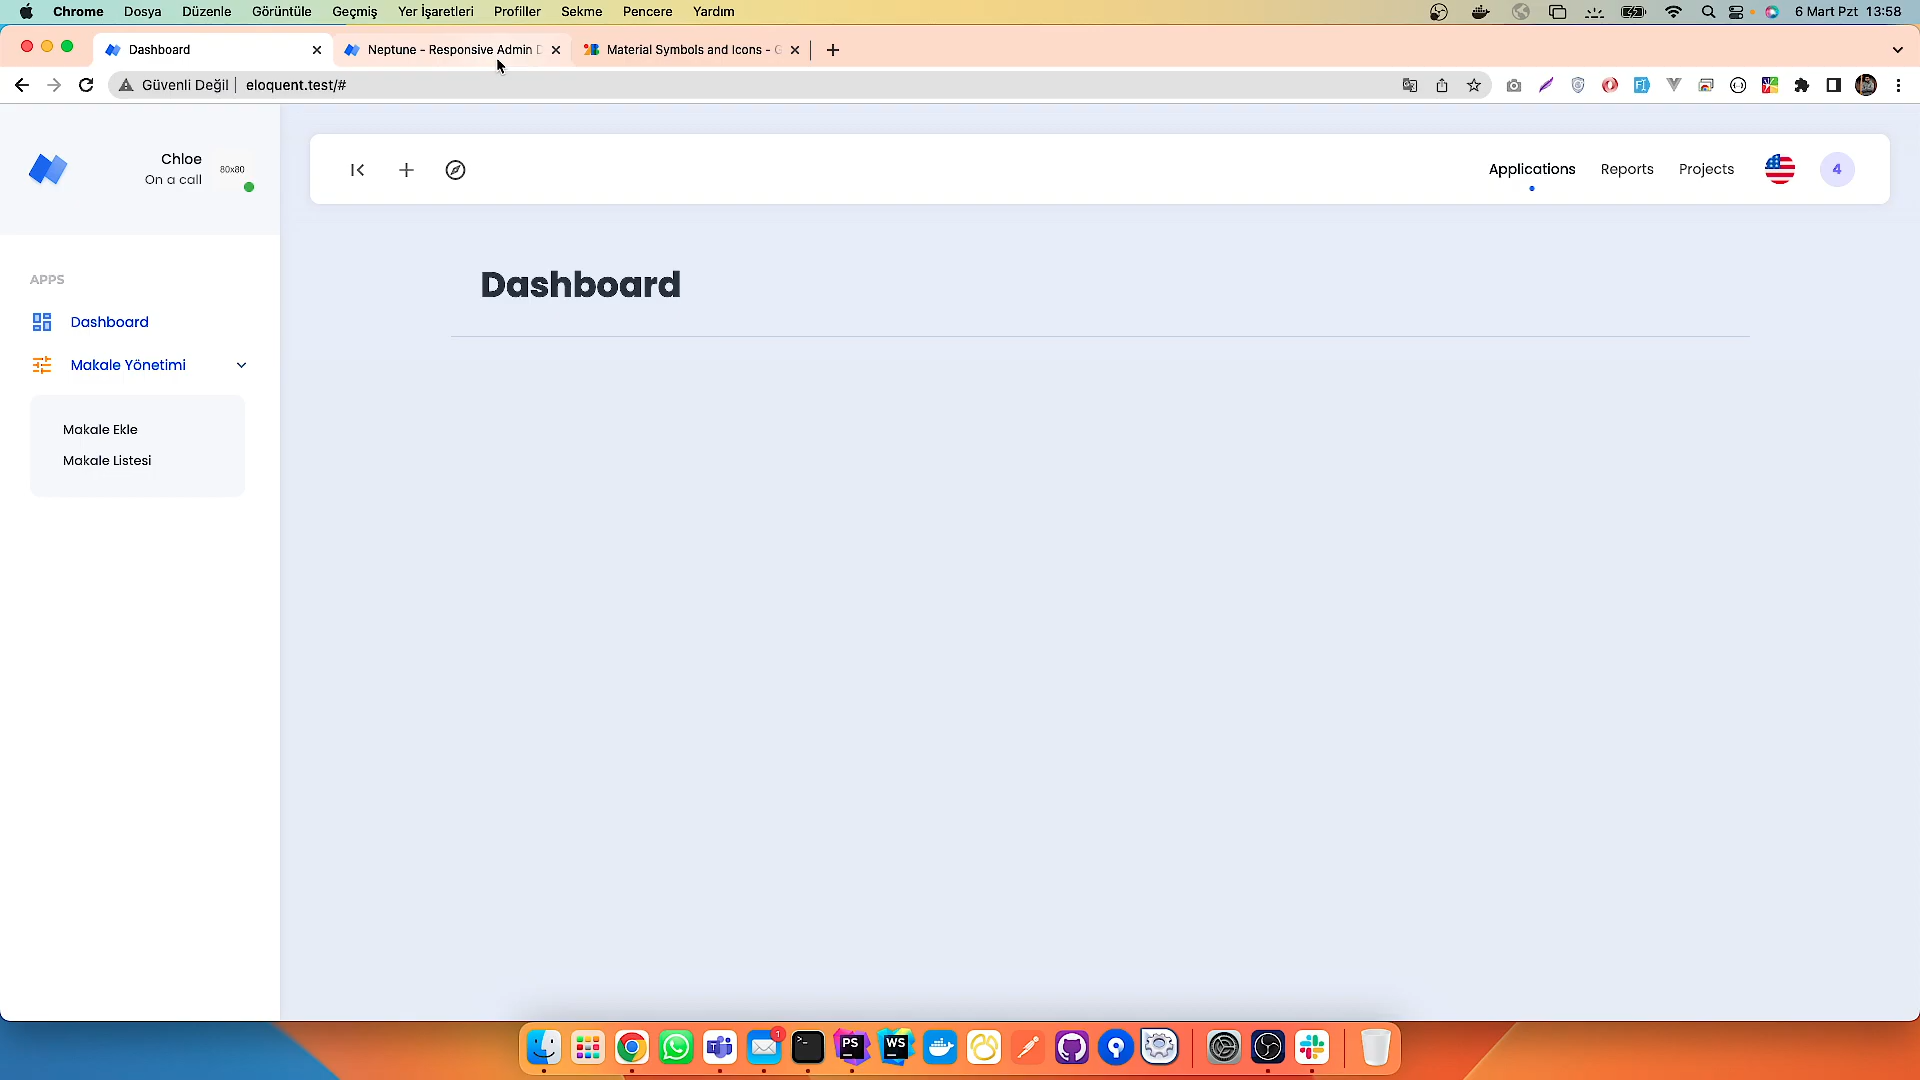 Chrome Dosya Düzenle Görüntüle Geçmiş Yer İşaretleri Profiller Sekme Pencere Yardım 6 Mart Pzt 13:58
Dashboard Neptune - Responsive Admin D Material Symbols and Icons - G
Güvenli Değil eloquent.test/#
Chloe
On a call
80x80
Applications Reports Projects 4
Dashboard
APPS
Dashboard
Makale Yönetimi
Makale Ekle
Makale Listesi
1
PS
WS